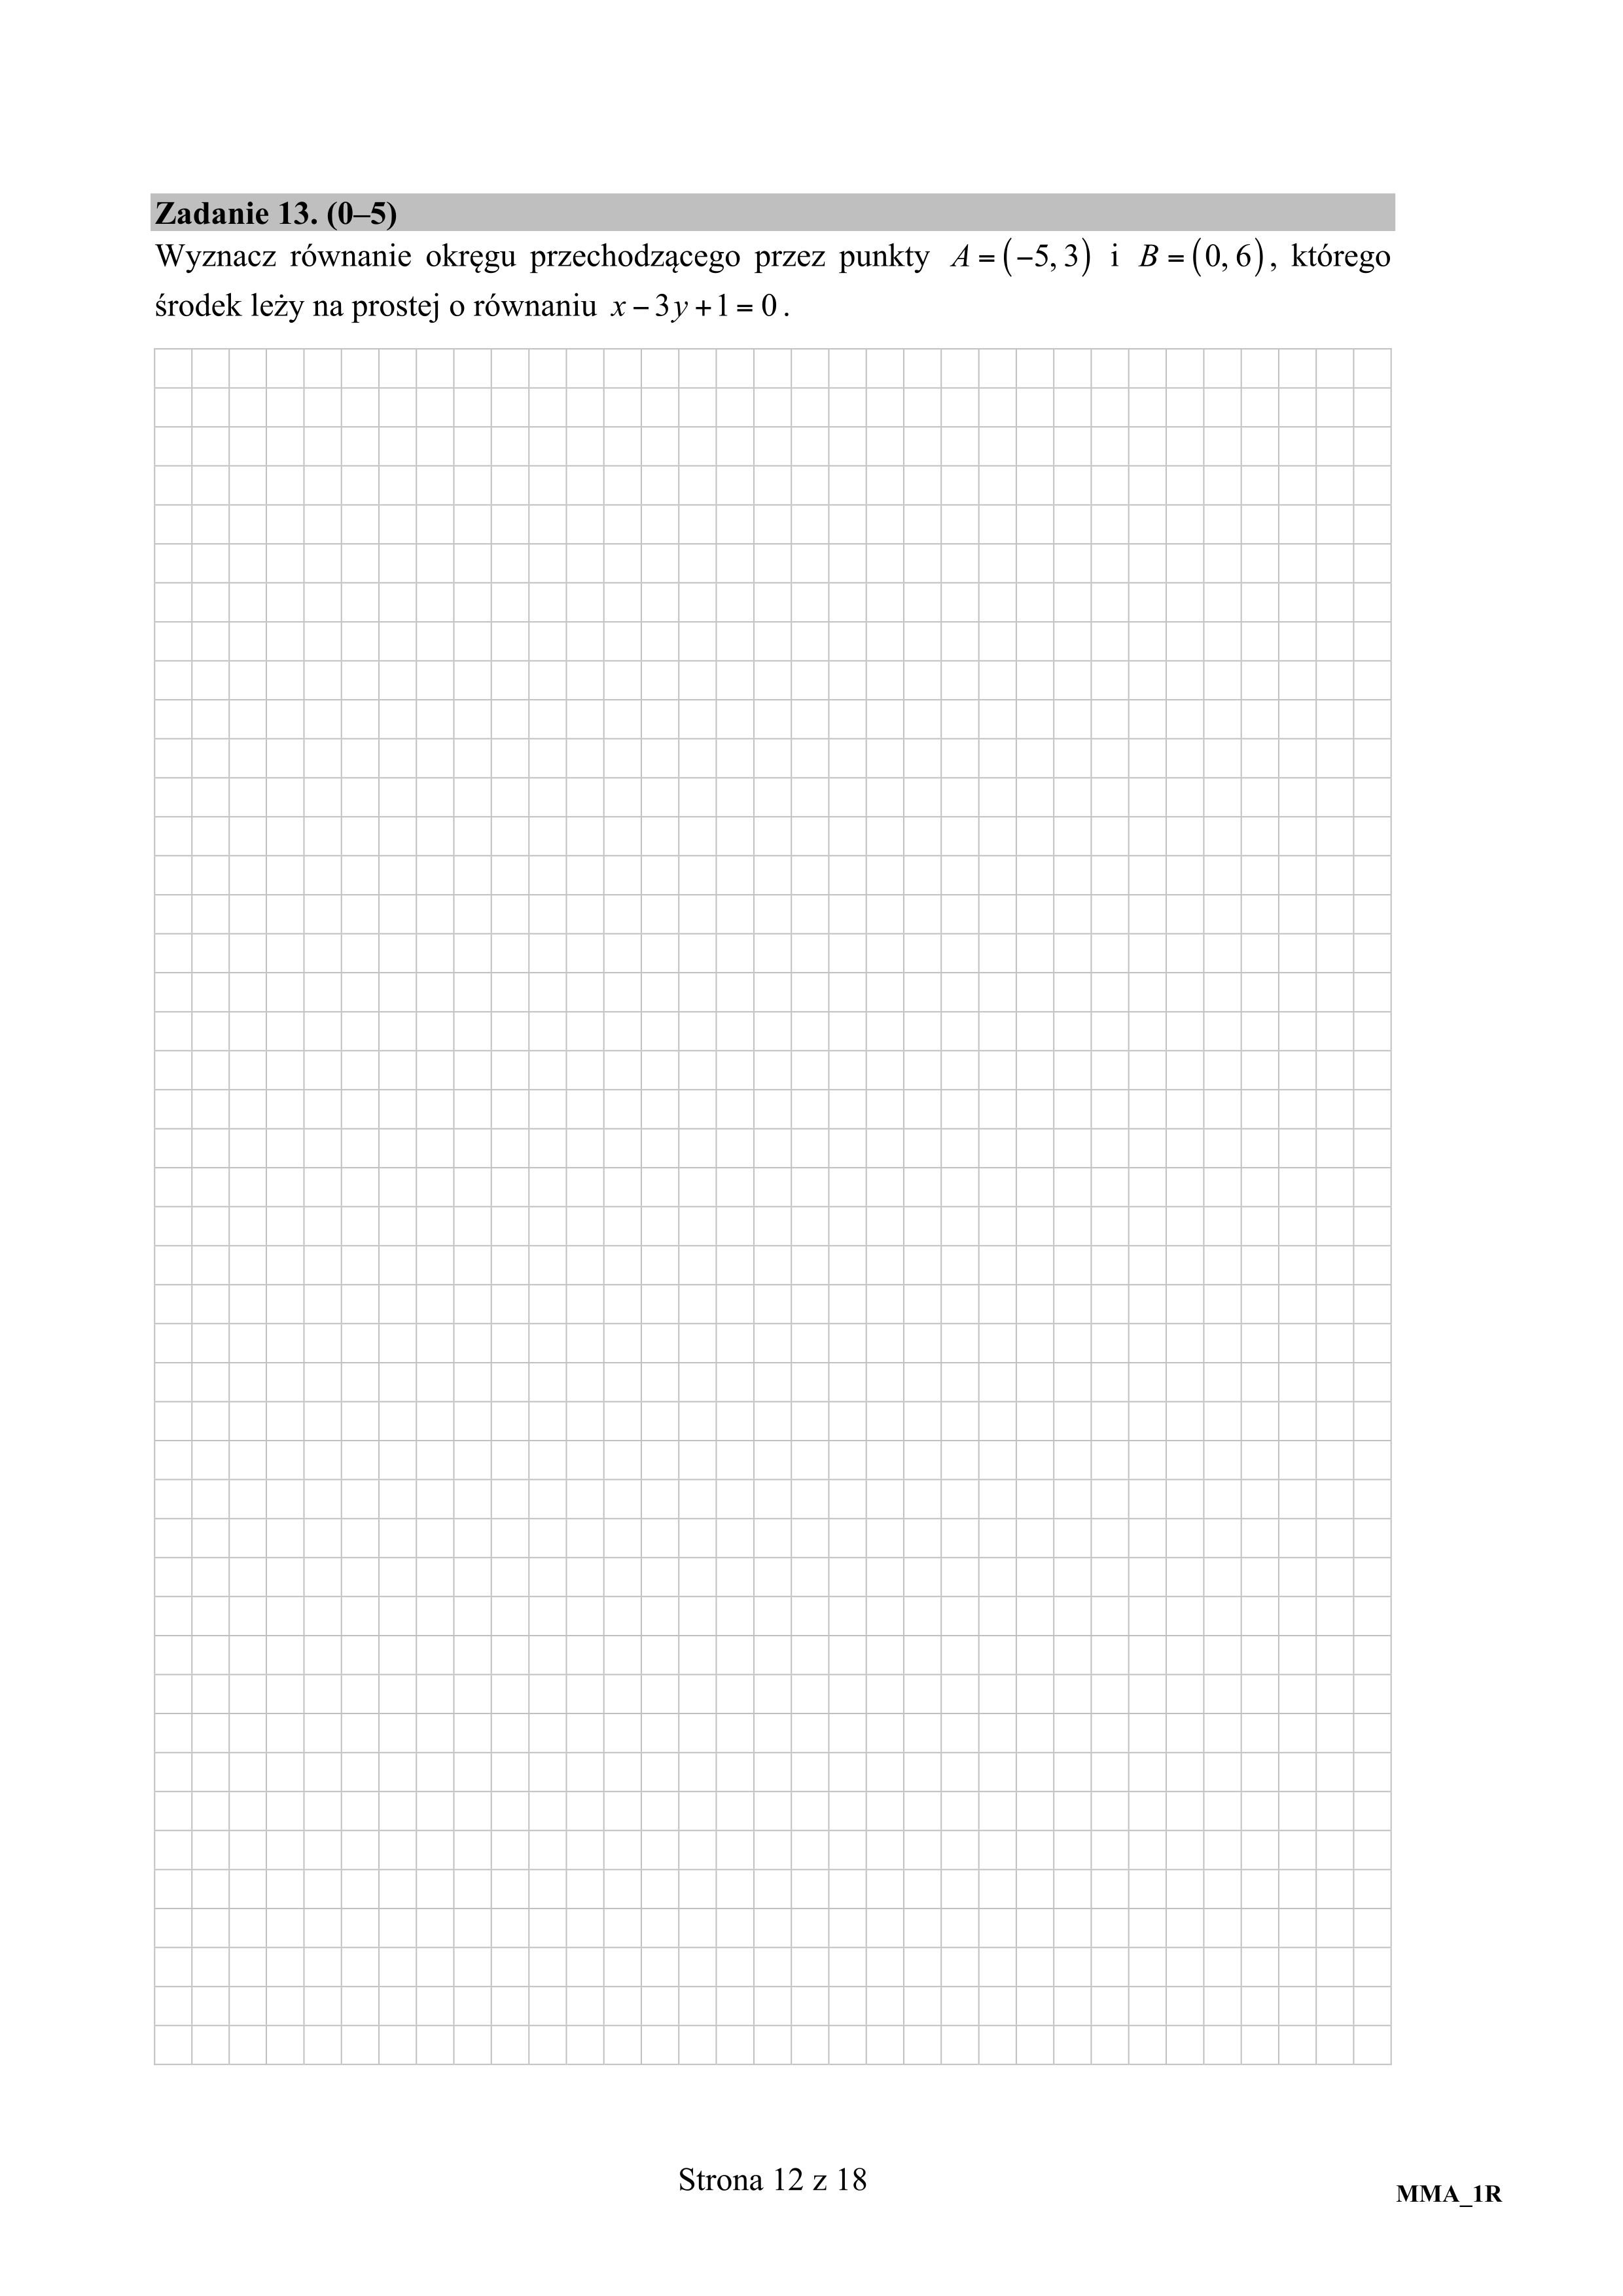 Zadanie 13. (0–5)
Wyznacz równanie okręgu przechodzącego przez punkty A = (−5, 3) i B = (0, 6), którego
środek leży na prostej o równaniu x − 3y + 1 = 0.
Strona 12 z 18
MMA_1R